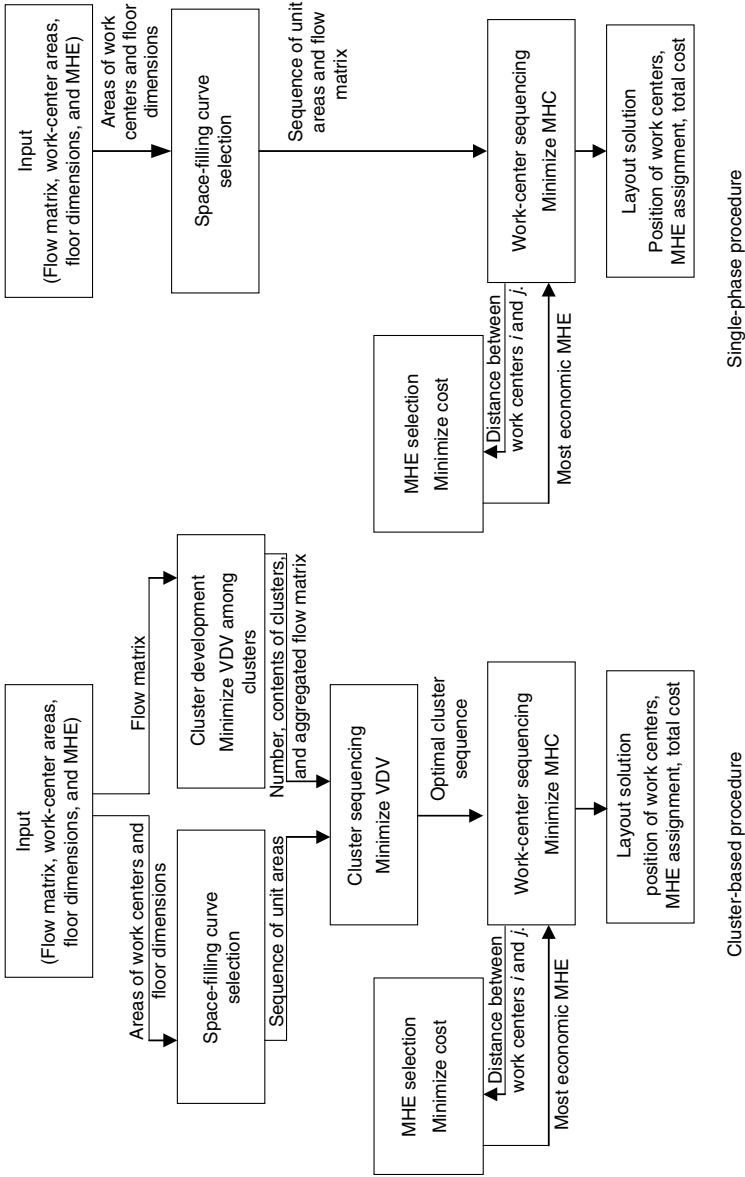 Input
(Flow matrix, work-center areas,
floor dimensions, and MHE)
Areas of work centers and
floor dimensions
Flow matrix
Space-filling curve
selection
Cluster development
Minimize VDV among
clusters
Sequence of unit areas
Number, contents of clusters,
and aggregated flow matrix
Cluster sequencing
Minimize VDV
Optimal cluster
sequence
MHE selection
Minimize cost
Distance between
work centers i and j.
Most economic MHE
Work-center sequencing
Minimize MHC
Layout solution
position of work centers,
MHE assignment, total cost
Cluster-based procedure
Input
(Flow matrix, work-center areas,
floor dimensions, and MHE)
Areas of work
centers and floor
dimensions
Space-filling curve
selection
Sequence of unit
areas and flow
matrix
MHE selection
Minimize cost
Distance between
work centers i and j.
Most economic MHE
Work-center sequencing
Minimize MHC
Layout solution
Position of work centers,
MHE assignment, total cost
Single-phase procedure